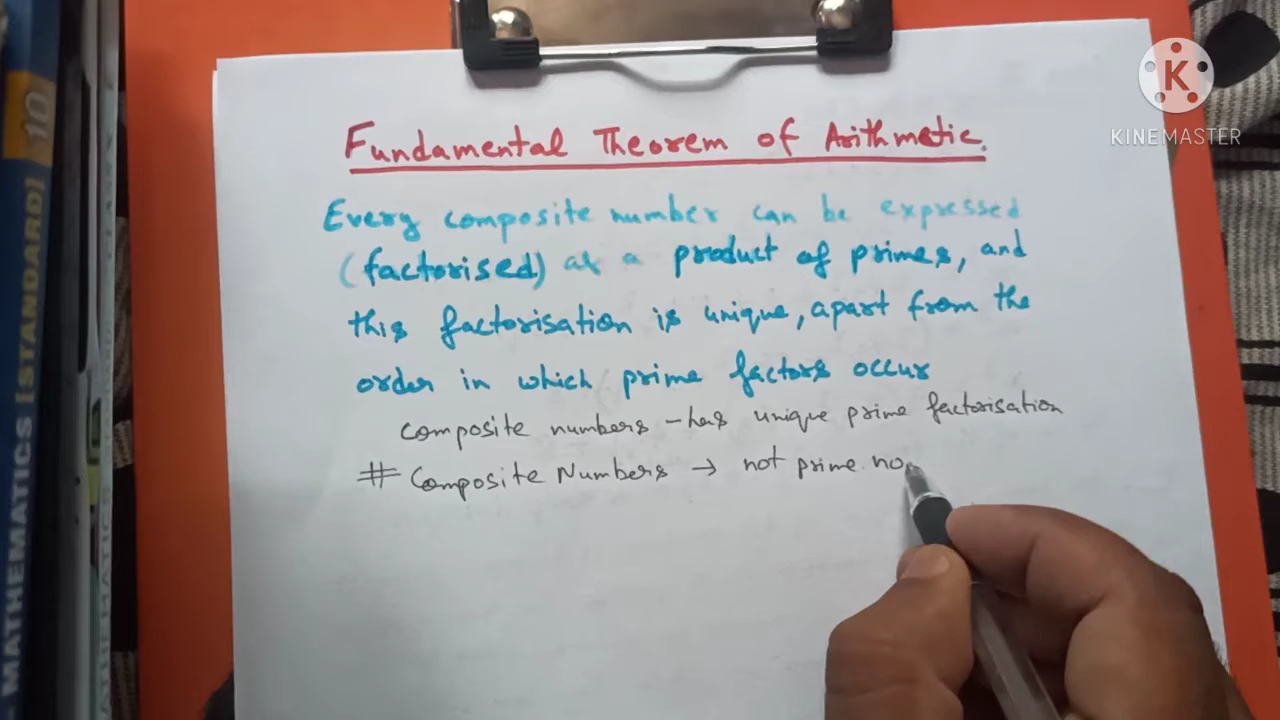 Fundamental Theorem of Arithmetic.
Every composite number can be expressed
(factorised) as a product of primes, and
this factorisation is unique, apart from the
order in which prime factors occur
composite numbers - has unique prime factorisation
# Composite Numbers → not prime no
MATHEMATICS [STANDARD] 10
K
KINEMASTER